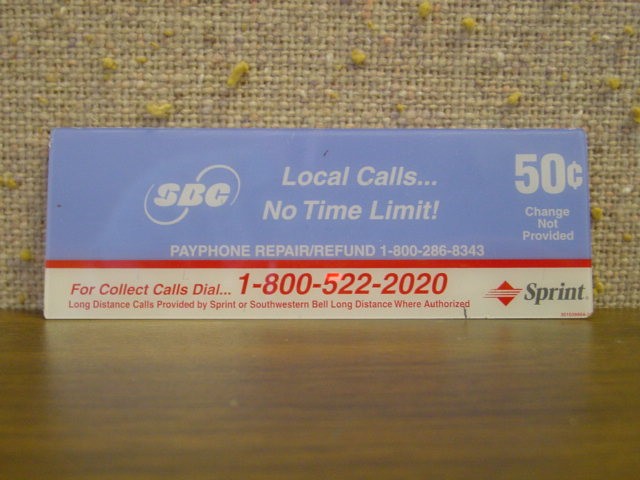 SBC
Local Calls...
No Time Limit!
50¢
Change
Not
Provided
PAYPHONE REPAIR/REFUND 1-800-286-8343
For Collect Calls Dial... 1-800-522-2020
Long Distance Calls Provided by Sprint or Southwestern Bell Long Distance Where Authorized
Sprint.